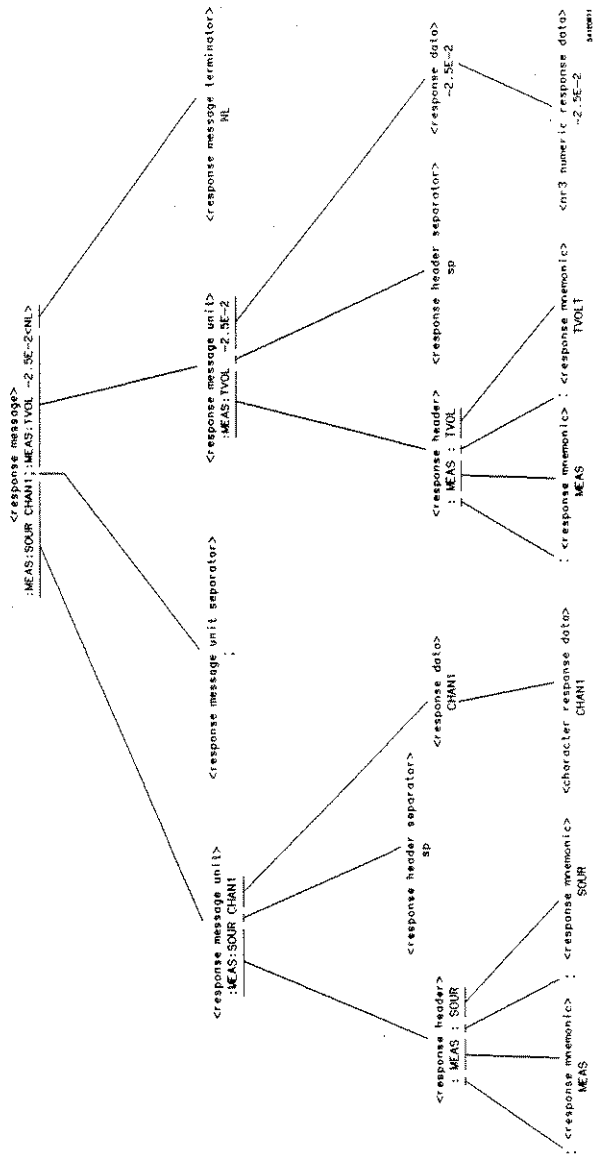 <response message>
:MEAS:SOUR CHAN1;:MEAS:TVOL -2.5E-2<NL>
<response message unit>
:MEAS:SOUR CHAN1
<response message unit separator>
;
<response message unit>
:MEAS:TVOL -2.5E-2
<response message terminator>
NL
<response header>
: MEAS : SOUR
<response header separator>
sp
<response data>
CHAN1
<response header>
: MEAS : TVOL
<response header separator>
sp
<response data>
-2.5E-2
: <response mnemonic>
MEAS
: <response mnemonic>
SOUR
<character response data>
CHAN1
: <response mnemonic>
MEAS
: <response mnemonic>
TVOLT
<nr3 numeric response data>
-2.5E-2